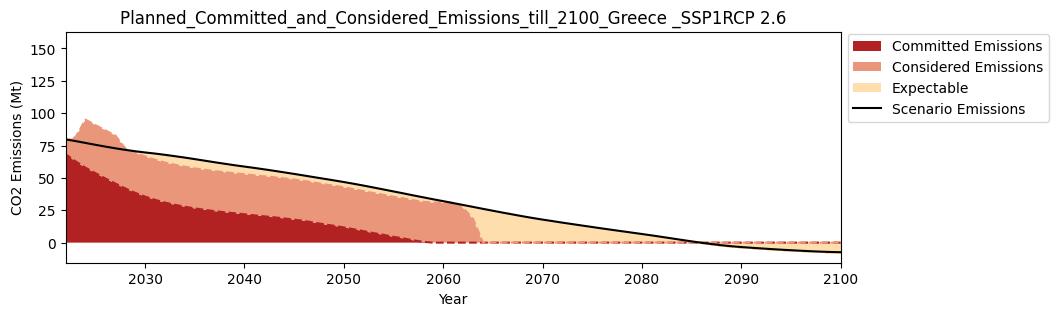 Planned_Committed_and_Considered_Emissions_till_2100_Greece _SSP1RCP 2.6
CO2 Emissions (Mt)
150
125
100
75
50
25
0
2030 2040 2050 2060 2070 2080 2090 2100
Year
Committed Emissions
Considered Emissions
Expectable
Scenario Emissions